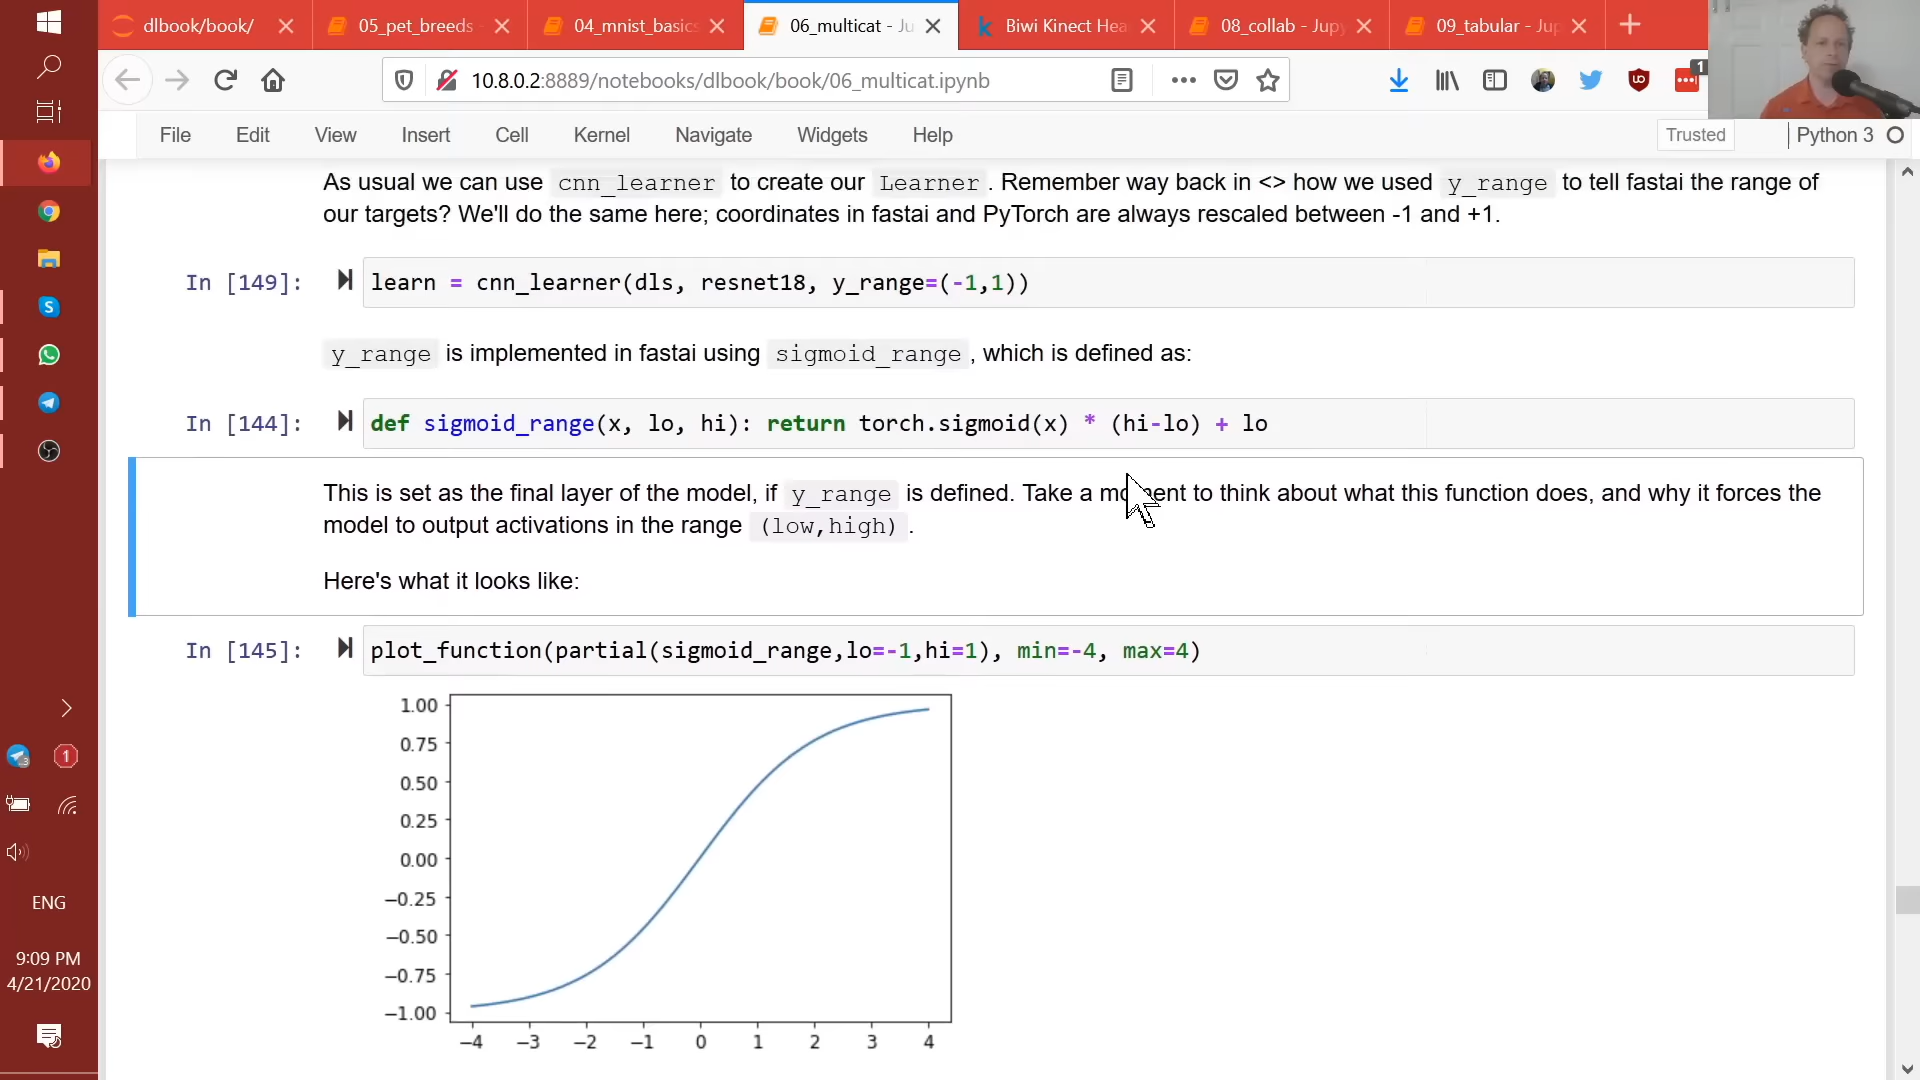 dlbook/book/
05_pet_breeds
04_mnist_basics
06_multicat - Ju
Biwi Kinect Hea
08_collab - Jupy
09_tabular - Jup
10.8.0.2:8889/notebooks/dlbook/book/06_multicat.ipynb
1
File Edit View Insert Cell Kernel Navigate Widgets Help
Trusted
Python 3
As usual we can use cnn_learner to create our Learner . Remember way back in <> how we used y_range to tell fastai the range of
our targets? We'll do the same here; coordinates in fastai and PyTorch are always rescaled between -1 and +1.
In [149]: learn = cnn_learner(dls, resnet18, y_range=(-1,1))
y_range is implemented in fastai using sigmoid_range , which is defined as:
In [144]: def sigmoid_range(x, lo, hi): return torch.sigmoid(x) * (hi-lo) + lo
This is set as the final layer of the model, if y_range is defined. Take a moment to think about what this function does, and why it forces the
model to output activations in the range (low,high) .
Here's what it looks like:
In [145]: plot_function(partial(sigmoid_range,lo=-1,hi=1), min=-4, max=4)
1.00
0.75
0.50
0.25
0.00
−0.25
−0.50
−0.75
−1.00
−4 −3 −2 −1 0 1 2 3 4
1
ENG
9:09 PM
4/21/2020